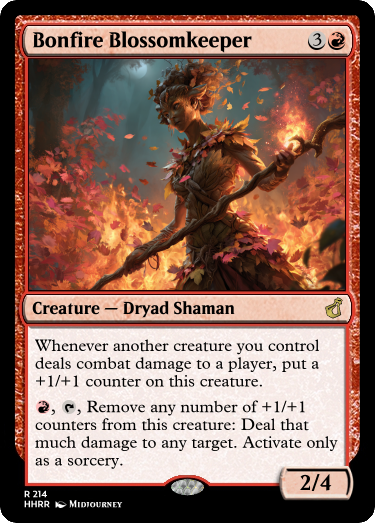 Bonfire Blossomkeeper 3
Creature — Dryad Shaman
Whenever another creature you control
deals combat damage to a player, put a
+1/+1 counter on this creature.
, , Remove any number of +1/+1
counters from this creature: Deal that
much damage to any target. Activate only
as a sorcery.
2/4
R 214
HHRR MIDJOURNEY